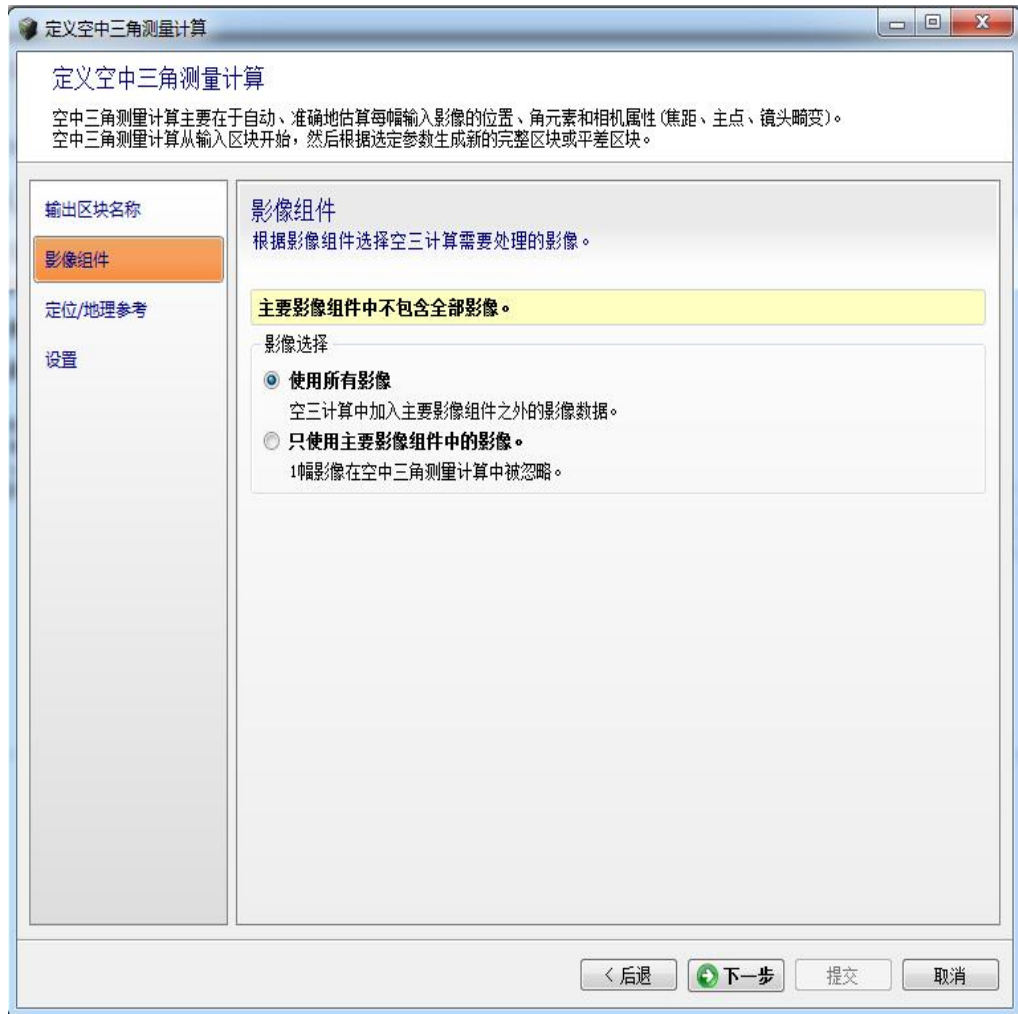 定义空中三角测量计算
定义空中三角测量计算
空中三角测量计算主要在于自动、准确地估算每幅输入影像的位置、角元素和相机属性(焦距、主点、镜头畸变)。
空中三角测量计算从输入区块开始，然后根据选定参数生成新的完整区块或平差区块。
输出区块名称
影像组件
定位/地理参考
设置
影像组件
根据影像组件选择空三计算需要处理的影像。
主要影像组件中不包含全部影像。
影像选择
使用所有影像
空三计算中加入主要影像组件之外的影像数据。
只使用主要影像组件中的影像。
1幅影像在空中三角测量计算中被忽略。
< 后退
下一步
提交
取消